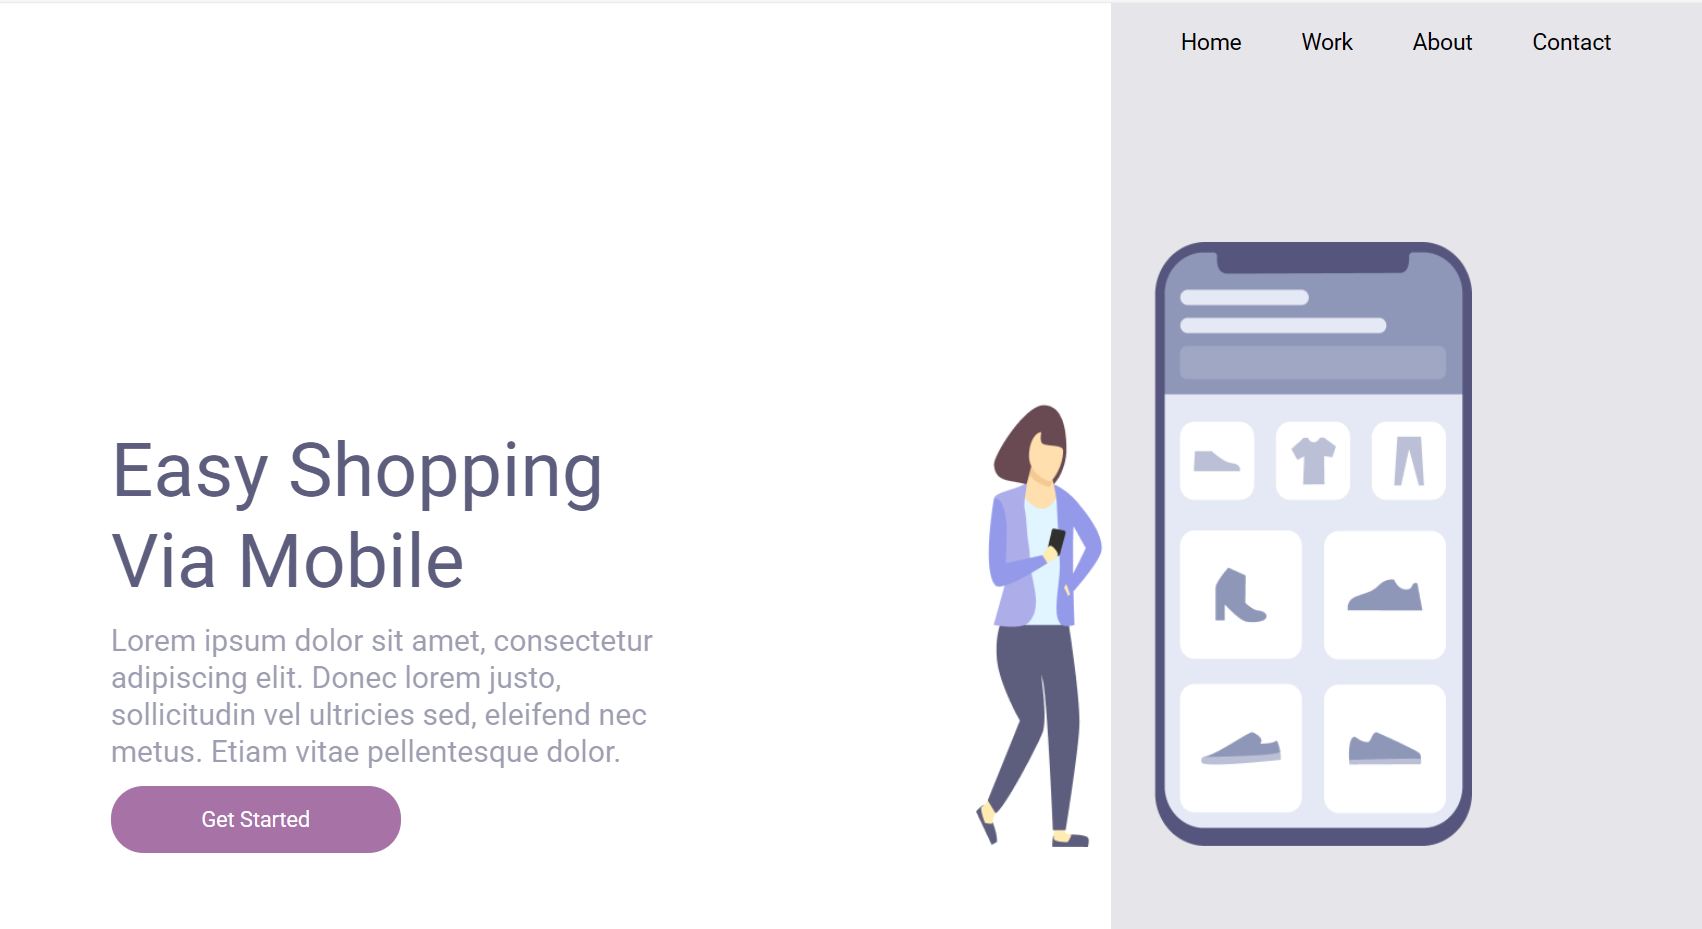 Home Work About Contact
Easy Shopping
Via Mobile
Lorem ipsum dolor sit amet, consectetur
adipiscing elit. Donec lorem justo,
sollicitudin vel ultricies sed, eleifend nec
metus. Etiam vitae pellentesque dolor.
Get Started